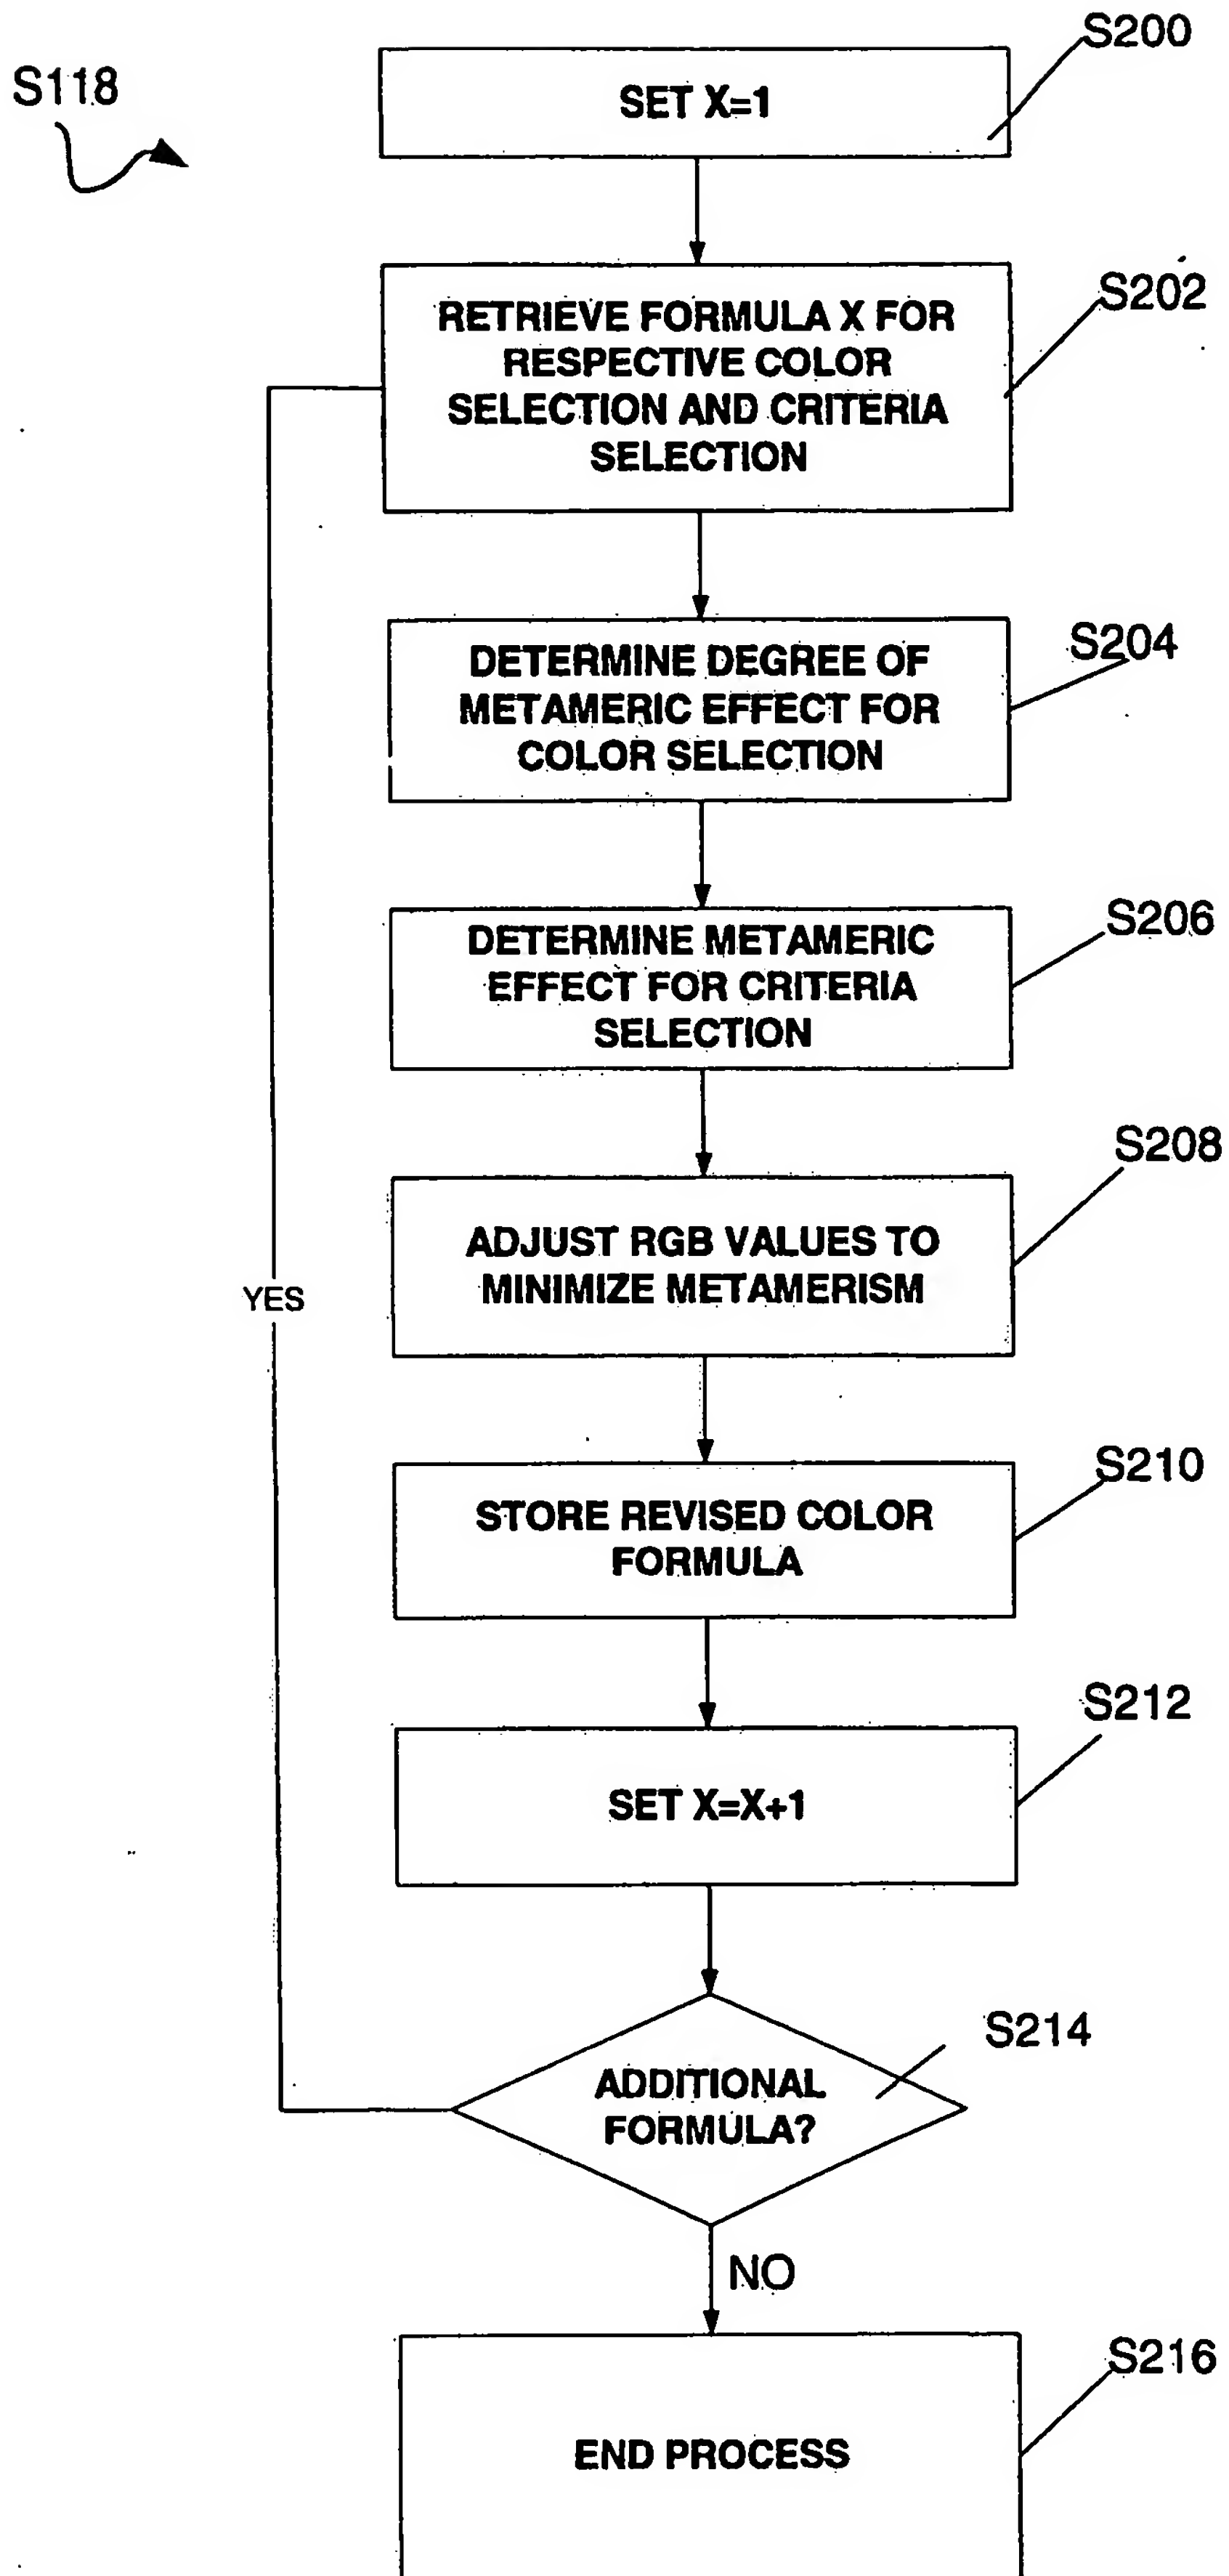 S118
S200
SET X=1
S202
RETRIEVE FORMULA X FOR
RESPECTIVE COLOR
SELECTION AND CRITERIA
SELECTION
S204
DETERMINE DEGREE OF
METAMERIC EFFECT FOR
COLOR SELECTION
S206
DETERMINE METAMERIC
EFFECT FOR CRITERIA
SELECTION
S208
ADJUST RGB VALUES TO
MINIMIZE METAMERISM
YES
S210
STORE REVISED COLOR
FORMULA
S212
SET X=X+1
S214
ADDITIONAL
FORMULA?
NO
S216
END PROCESS